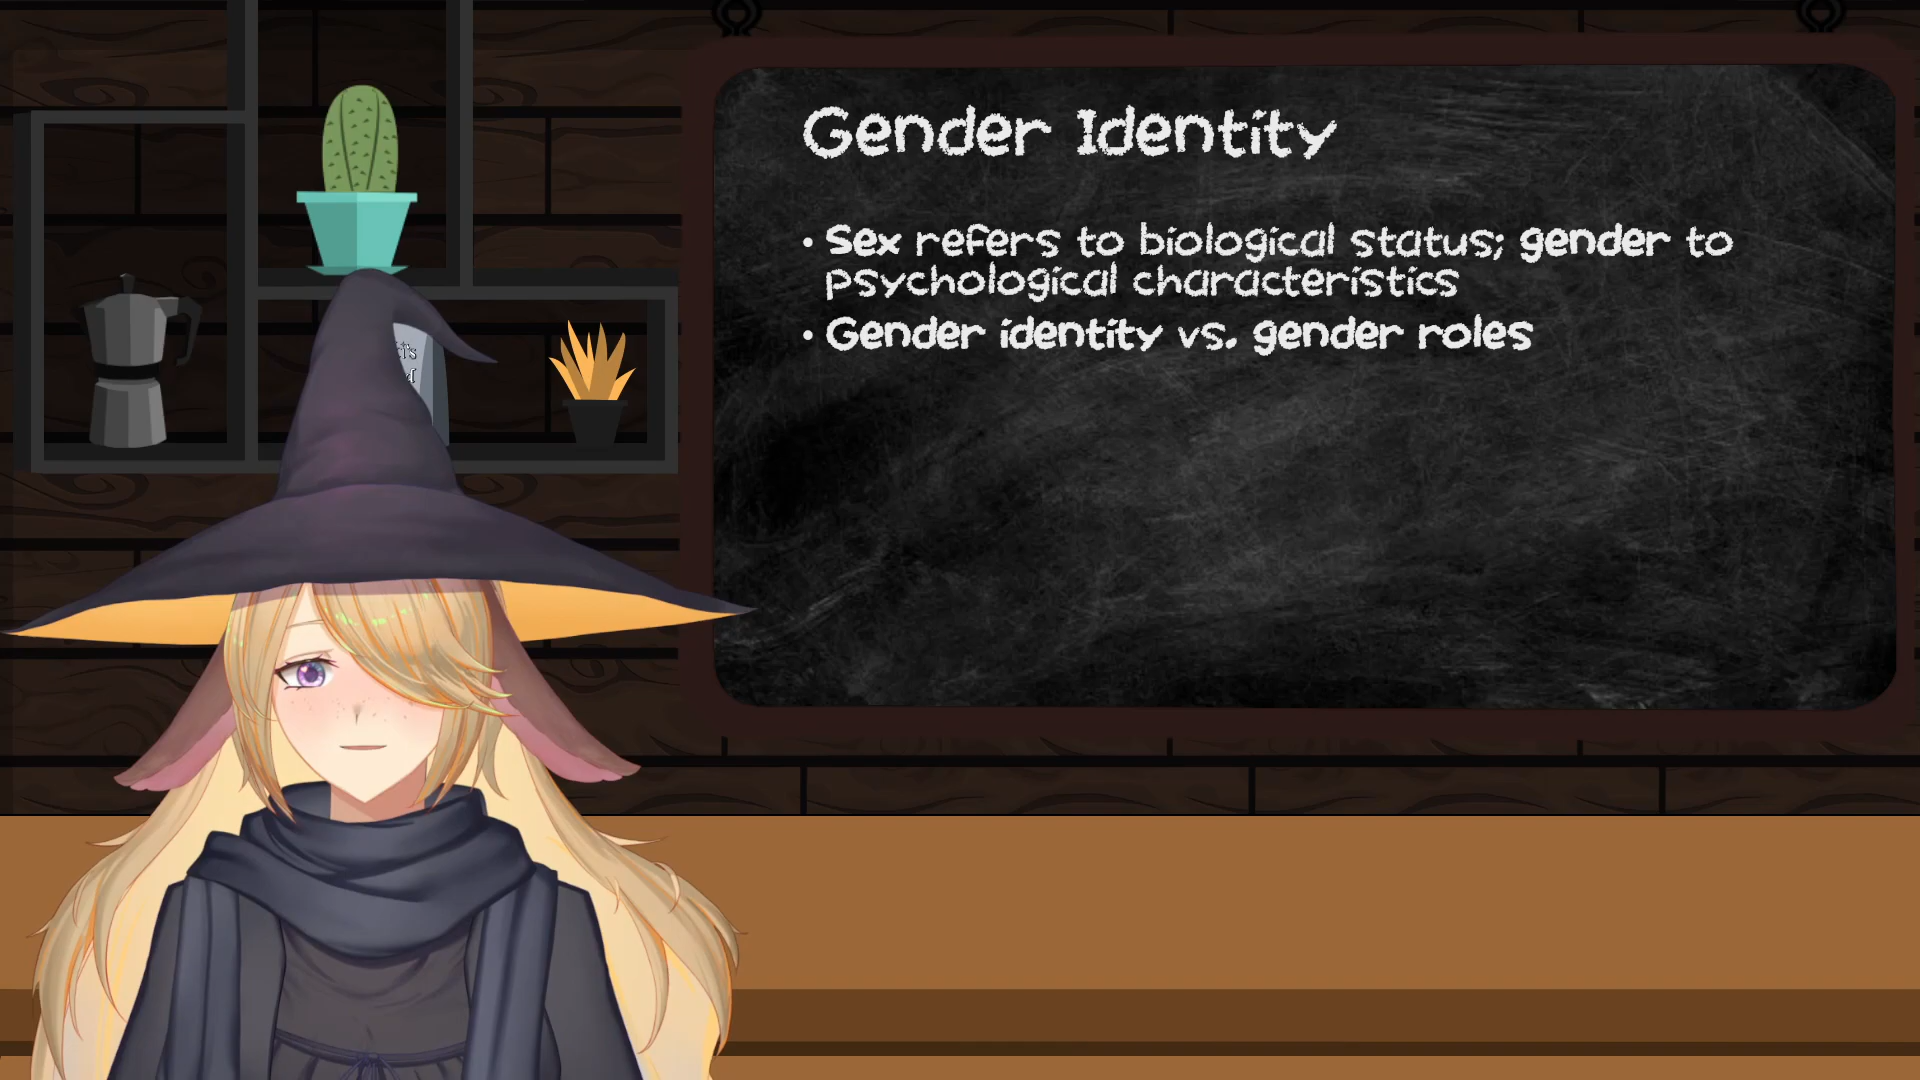 Gender Identity
• Sex refers to biological status; gender to
psychological characteristics
• Gender identity vs. gender roles